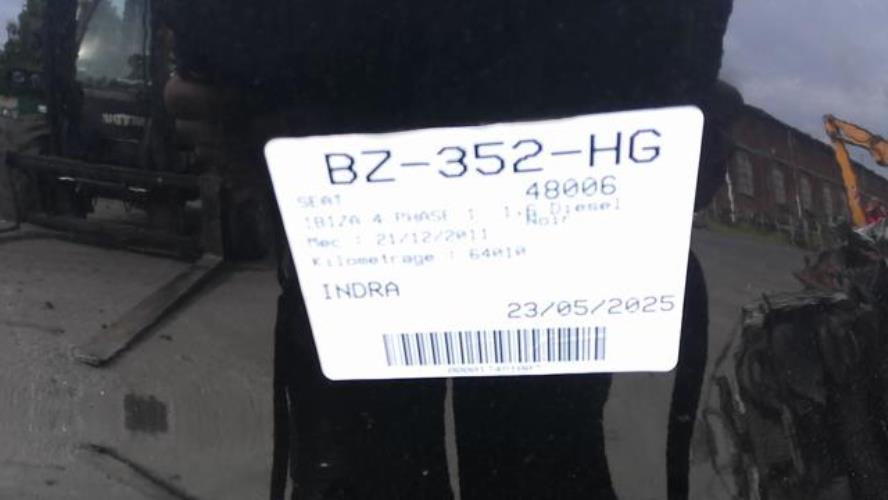 BZ-352-HG
SEAT 48006
IBIZA 4 PHASE 1 1.6 Diesel
Noir
Mec : 21/12/2011
Kilometrage : 64010
INDRA
23/05/2025